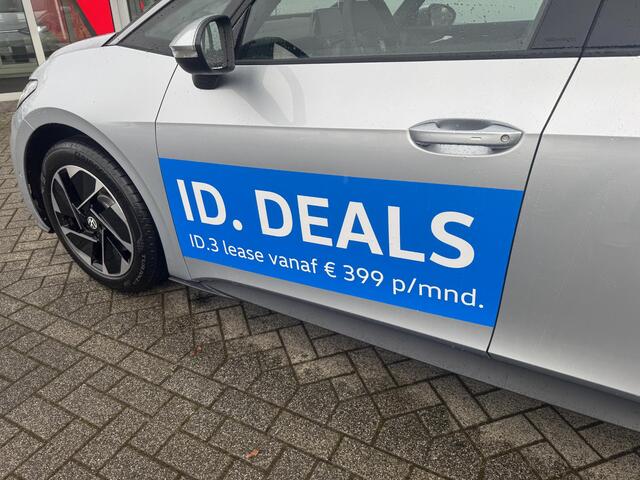 ID. DEALS
ID.3 lease vanaf € 399 p/mnd.